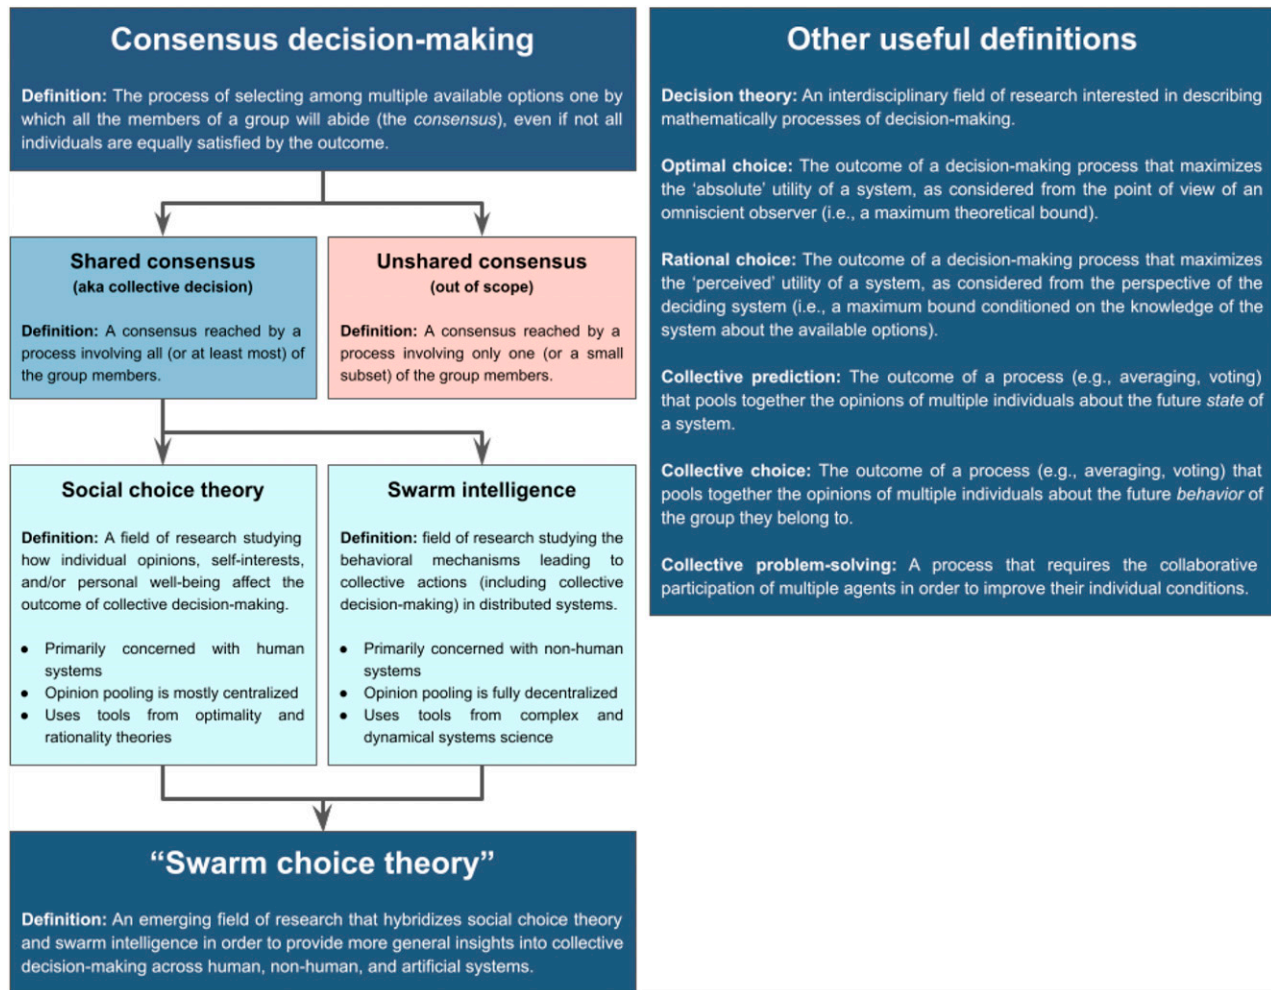 Consensus decision-making
Definition: The process of selecting among multiple available options one by
which all the members of a group will abide (the consensus), even if not all
individuals are equally satisfied by the outcome.
Shared consensus
(aka collective decision)
Definition: A consensus reached by a
process involving all (or at least most) of
the group members.
Unshared consensus
(out of scope)
Definition: A consensus reached by a
process involving only one (or a small
subset) of the group members.
Social choice theory
Definition: A field of research studying
how individual opinions, self-interests,
and/or personal well-being affect the
outcome of collective decision-making.
● Primarily concerned with human
systems
● Opinion pooling is mostly centralized
● Uses tools from optimality and
rationality theories
Swarm intelligence
Definition: field of research studying the
behavioral mechanisms leading to
collective actions (including collective
decision-making) in distributed systems.
● Primarily concerned with non-human
systems
● Opinion pooling is fully decentralized
● Uses tools from complex and
dynamical systems science
“Swarm choice theory”
Definition: An emerging field of research that hybridizes social choice theory
and swarm intelligence in order to provide more general insights into collective
decision-making across human, non-human, and artificial systems.
Other useful definitions
Decision theory: An interdisciplinary field of research interested in describing
mathematically processes of decision-making.
Optimal choice: The outcome of a decision-making process that maximizes
the ‘absolute’ utility of a system, as considered from the point of view of an
omniscient observer (i.e., a maximum theoretical bound).
Rational choice: The outcome of a decision-making process that maximizes
the ‘perceived’ utility of a system, as considered from the perspective of the
deciding system (i.e., a maximum bound conditioned on the knowledge of the
system about the available options).
Collective prediction: The outcome of a process (e.g., averaging, voting)
that pools together the opinions of multiple individuals about the future state of
a system.
Collective choice: The outcome of a process (e.g., averaging, voting) that
pools together the opinions of multiple individuals about the future behavior of
the group they belong to.
Collective problem-solving: A process that requires the collaborative
participation of multiple agents in order to improve their individual conditions.